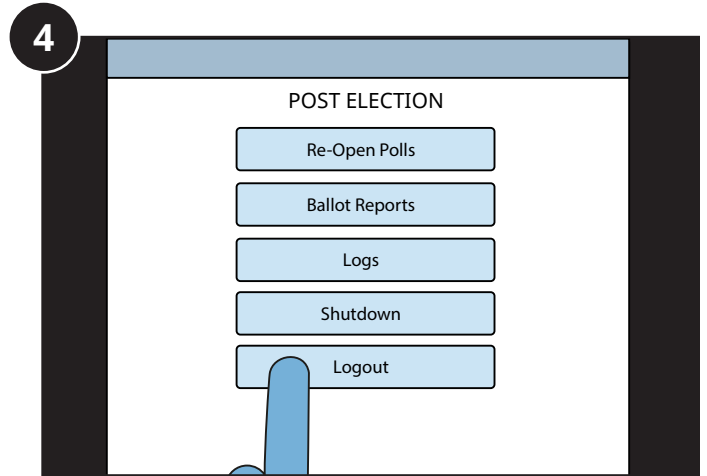 4
POST ELECTION
Re-Open Polls
Ballot Reports
Logs
Shutdown
Logout